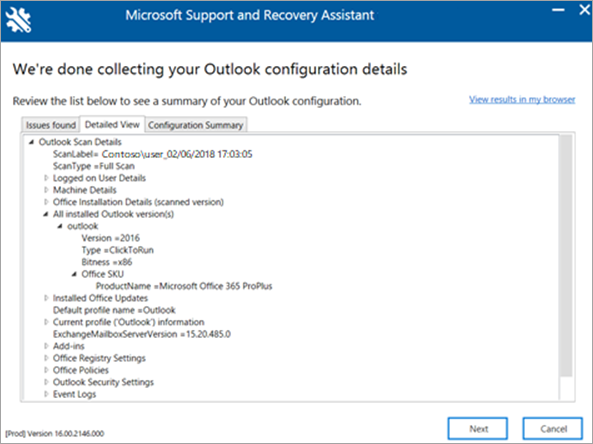 Microsoft Support and Recovery Assistant
We're done collecting your Outlook configuration details
Review the list below to see a summary of your Outlook configuration.
View results in my browser
Issues found
Detailed View
Configuration Summary
Outlook Scan Details
ScanLabel= Contoso\user_02/06/2018 17:03:05
ScanType =Full Scan
Logged on User Details
Machine Details
Office Installation Details (scanned version)
All installed Outlook version(s)
outlook
Version =2016
Type =ClickToRun
Bitness =x86
Office SKU
ProductName =Microsoft Office 365 ProPlus
Installed Office Updates
Default profile name =Outlook
Current profile ('Outlook') information
ExchangeMailboxServerVersion =15.20.485.0
Add-ins
Office Registry Settings
Office Policies
Outlook Security Settings
Event Logs
[Prod] Version 16.00.2146.000
Next
Cancel